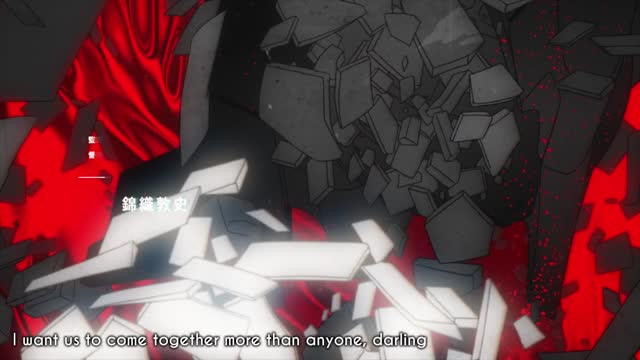 監督
錦織敦史
I want us to come together more than anyone, darling